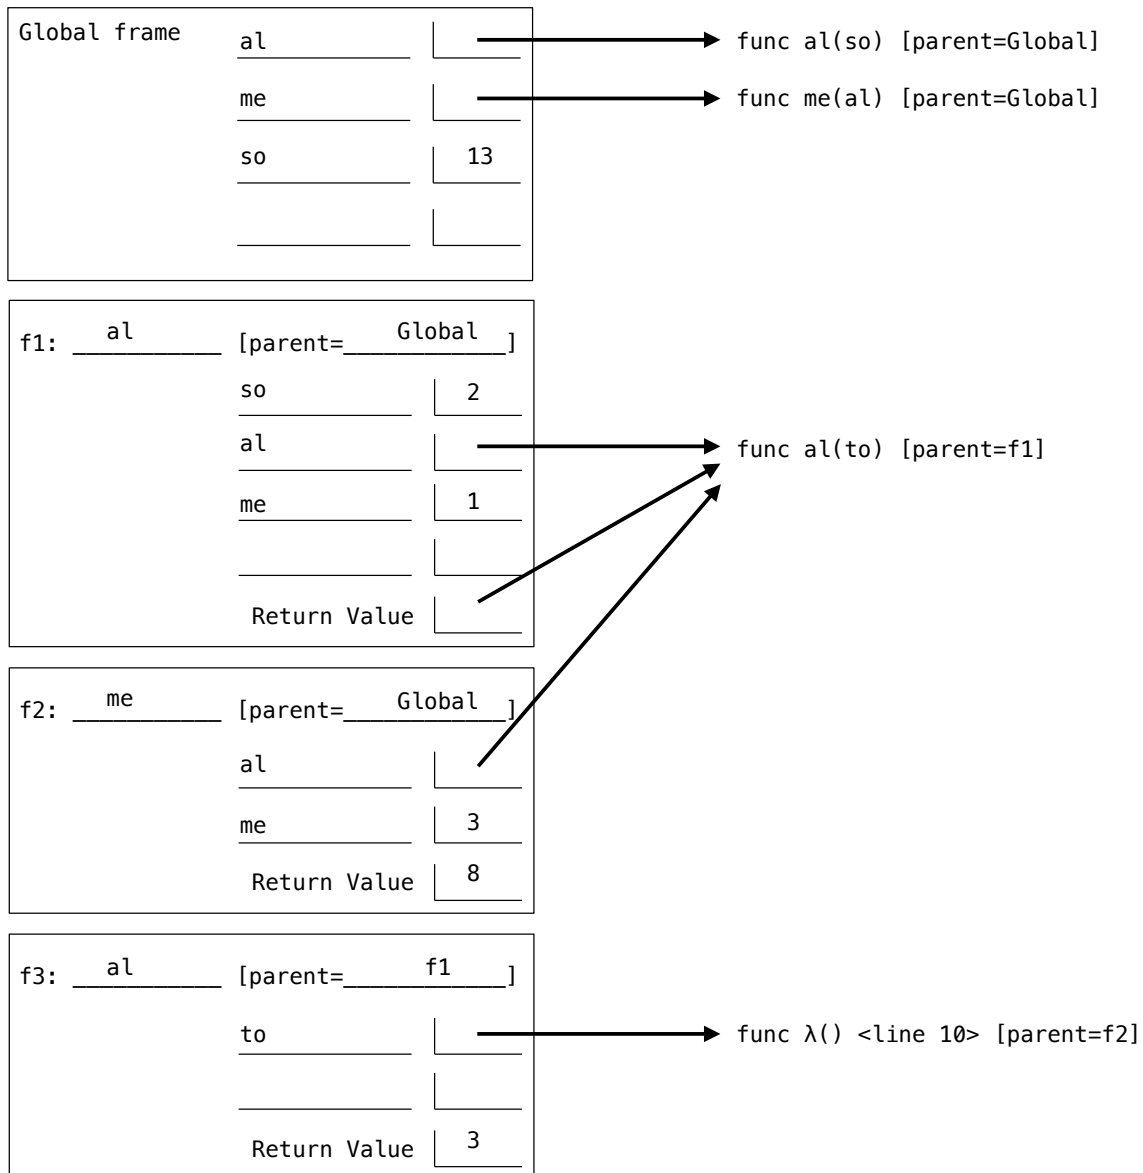 Global frame
al func al(so) [parent=Global]
me func me(al) [parent=Global]
so 13
f1: al [parent=Global]
so 2
al func al(to) [parent=f1]
me 1
Return Value
f2: me [parent=Global]
al
me 3
Return Value 8
f3: al [parent=f1]
to func λ() <line 10> [parent=f2]
Return Value 3